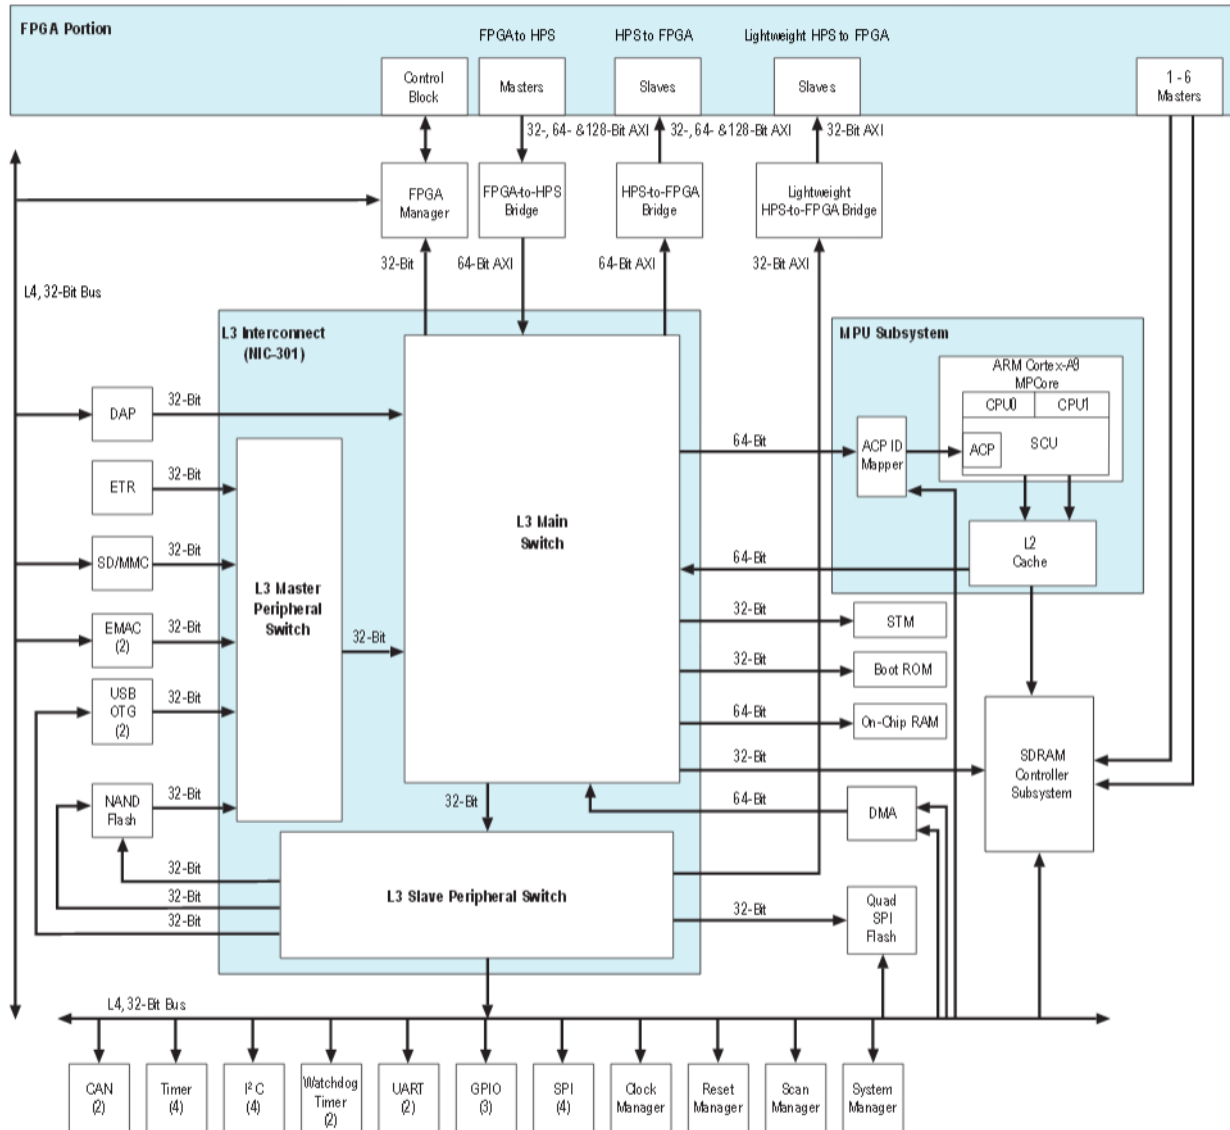 FPGA Portion
FPGA to HPS
HPS to FPGA
Lightweight HPS to FPGA
Control
Block
Masters
Slaves
Slaves
1 - 6
Masters
32-, 64- &128-Bit AXI
32-, 64- &128-Bit AXI
32-Bit AXI
FPGA
Manager
FPGA-to-HPS
Bridge
HPS-to-FPGA
Bridge
Lightweight
HPS-to-FPGA Bridge
32-Bit
64-Bit AXI
64-Bit AXI
32-Bit AXI
L4, 32-Bit Bus
L3 Interconnect
(NIC-301)
MPU Subsystem
ARM Cortex-A9
MPCore
CPU0
CPU1
ACP
SCU
ACP ID
Mapper
L2
Cache
DAP
32-Bit
ETR
32-Bit
SD/MMC
32-Bit
EMAC
(2)
32-Bit
USB
OTG
(2)
32-Bit
NAND
Flash
32-Bit
L3 Master
Peripheral
Switch
32-Bit
L3 Main
Switch
64-Bit
64-Bit
32-Bit
STM
32-Bit
Boot ROM
64-Bit
On-Chip RAM
32-Bit
SDRAM
Controller
Subsystem
64-Bit
DMA
32-Bit
L3 Slave Peripheral Switch
32-Bit
32-Bit
32-Bit
32-Bit
Quad
SPI
Flash
L4, 32-Bit Bus
CAN
(2)
Timer
(4)
I²C
(4)
Watchdog
Timer
(2)
UART
(2)
GPIO
(3)
SPI
(4)
Clock
Manager
Reset
Manager
Scan
Manager
System
Manager